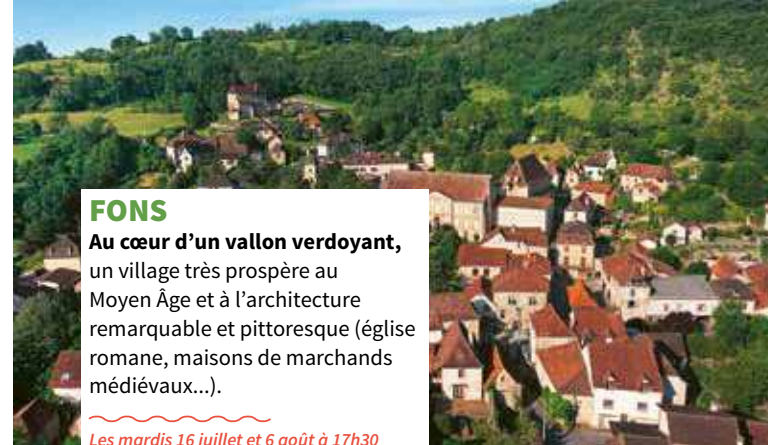 FONS
Au cœur d’un vallon verdoyant,
un village très prospère au
Moyen Âge et à l’architecture
remarquable et pittoresque (église
romane, maisons de marchands
médiévaux...).
Les mardis 16 juillet et 6 août à 17h30